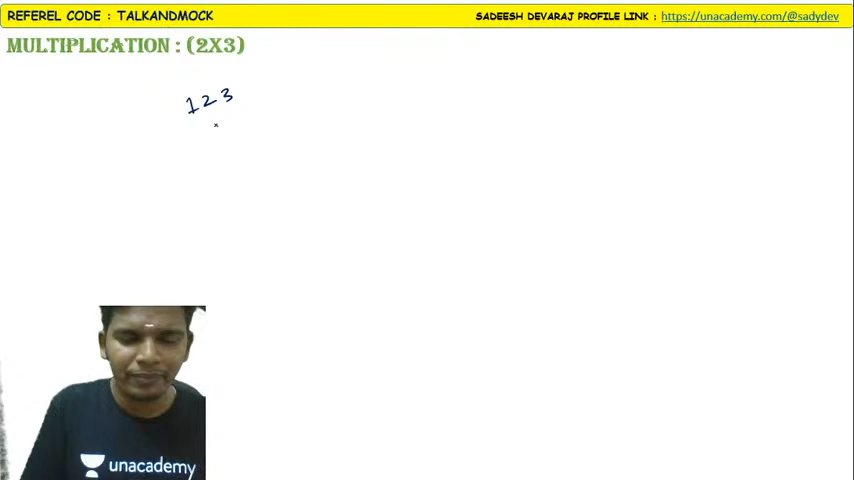 REFEREL CODE : TALKANDMOCK
SADEESH DEVARAJ PROFILE LINK : https://unacademy.com/@sadydev
MULTIPLICATION : (2X3)
123
unacademy